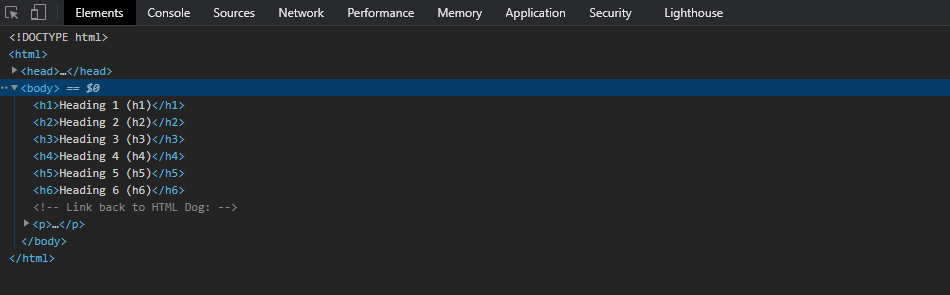 Elements Console Sources Network Performance Memory Application Security Lighthouse
<!DOCTYPE html>
<html>
<head>…</head>
<body> == $0
<h1>Heading 1 (h1)</h1>
<h2>Heading 2 (h2)</h2>
<h3>Heading 3 (h3)</h3>
<h4>Heading 4 (h4)</h4>
<h5>Heading 5 (h5)</h5>
<h6>Heading 6 (h6)</h6>
<!-- Link back to HTML Dog: -->
<p>…</p>
</body>
</html>